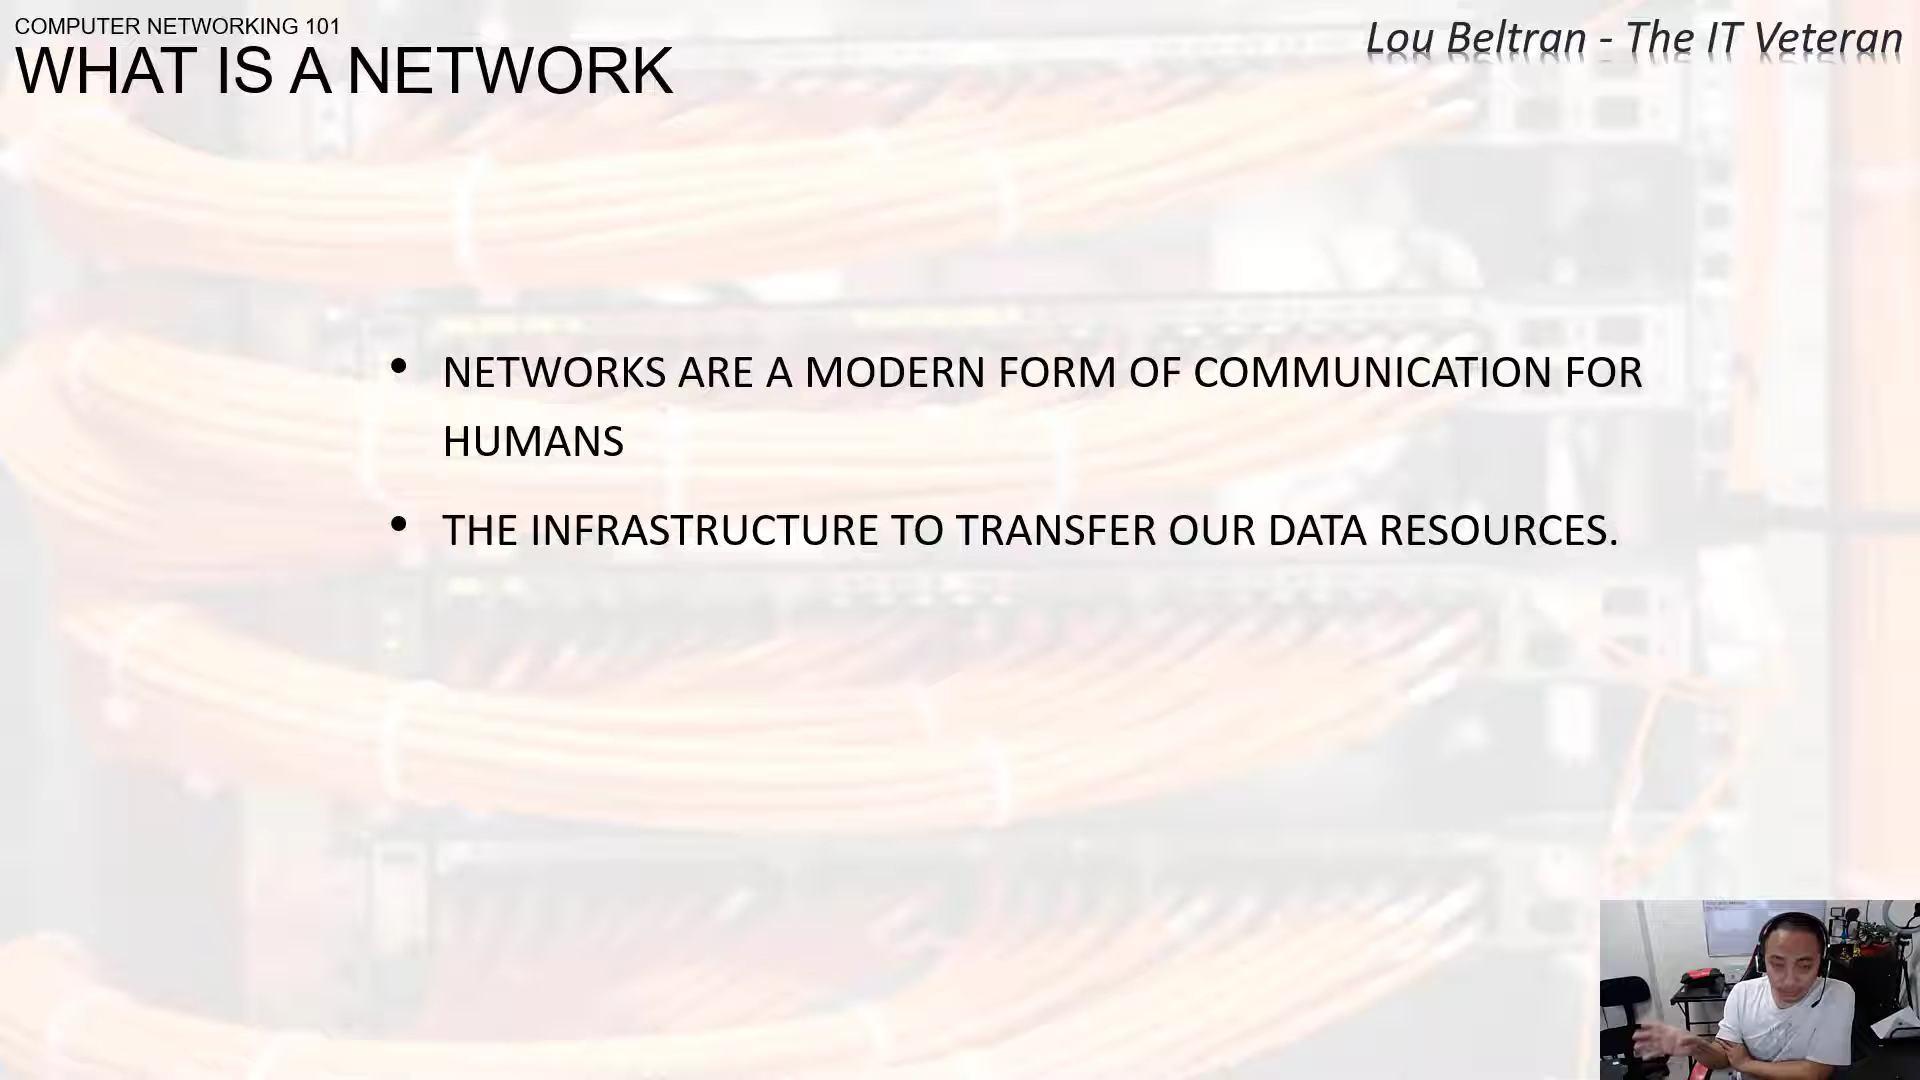 COMPUTER NETWORKING 101
WHAT IS A NETWORK
Lou Beltran - The IT Veteran
• NETWORKS ARE A MODERN FORM OF COMMUNICATION FOR
HUMANS
• THE INFRASTRUCTURE TO TRANSFER OUR DATA RESOURCES.